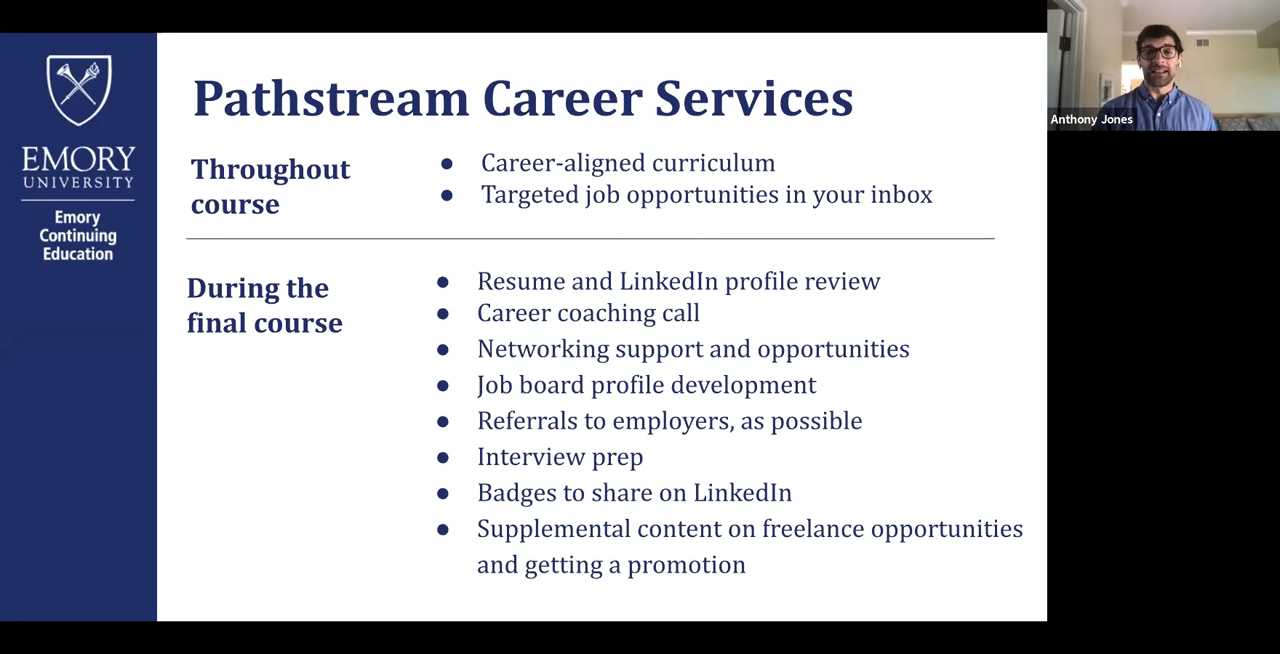 EMORY
UNIVERSITY
Emory
Continuing
Education
Pathstream Career Services
Throughout
course
● Career-aligned curriculum
● Targeted job opportunities in your inbox
During the
final course
● Resume and LinkedIn profile review
● Career coaching call
● Networking support and opportunities
● Job board profile development
● Referrals to employers, as possible
● Interview prep
● Badges to share on LinkedIn
● Supplemental content on freelance opportunities
and getting a promotion
Anthony Jones